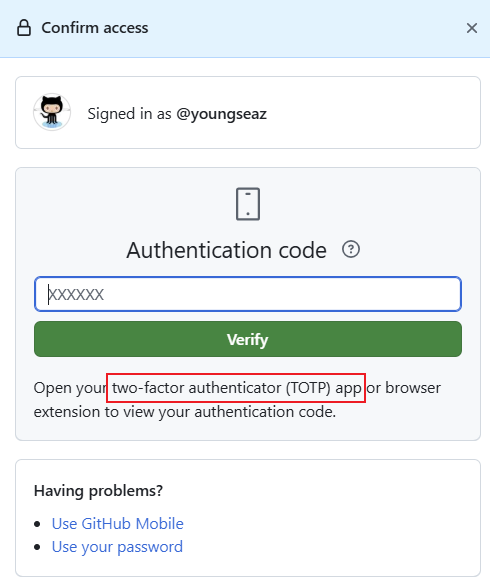 Confirm access
Signed in as @youngseaz
Authentication code
XXXXXX
Verify
Open your two-factor authenticator (TOTP) app or browser
extension to view your authentication code.
Having problems?
Use GitHub Mobile
Use your password